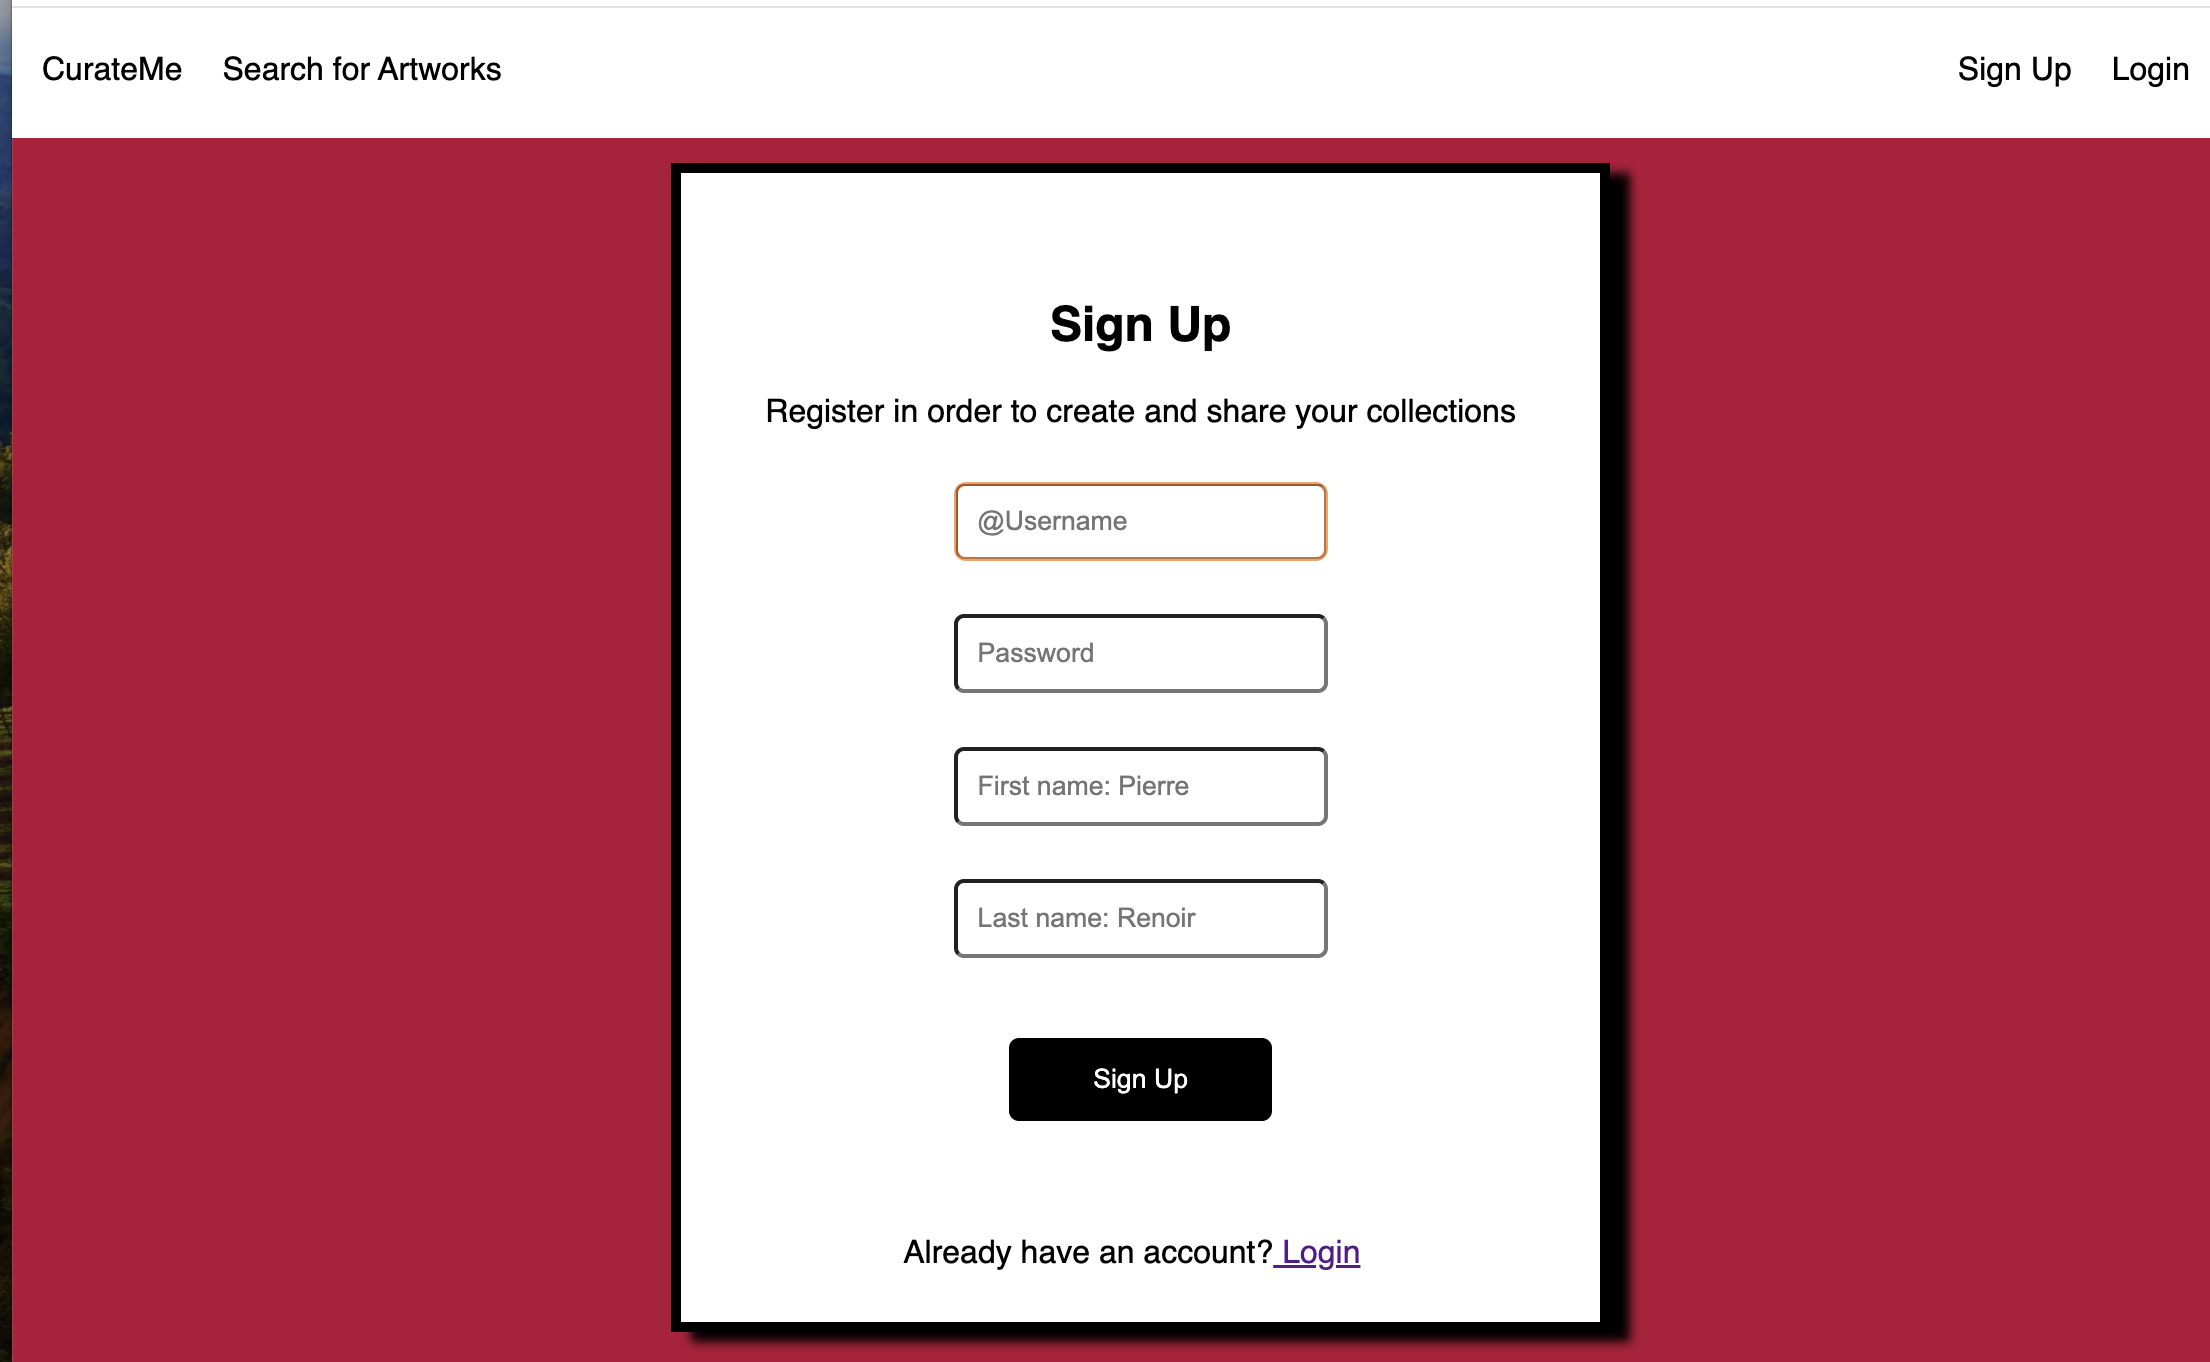 CurateMe Search for Artworks Sign Up Login
Sign Up
Register in order to create and share your collections
@Username
Password
First name: Pierre
Last name: Renoir
Sign Up
Already have an account? Login